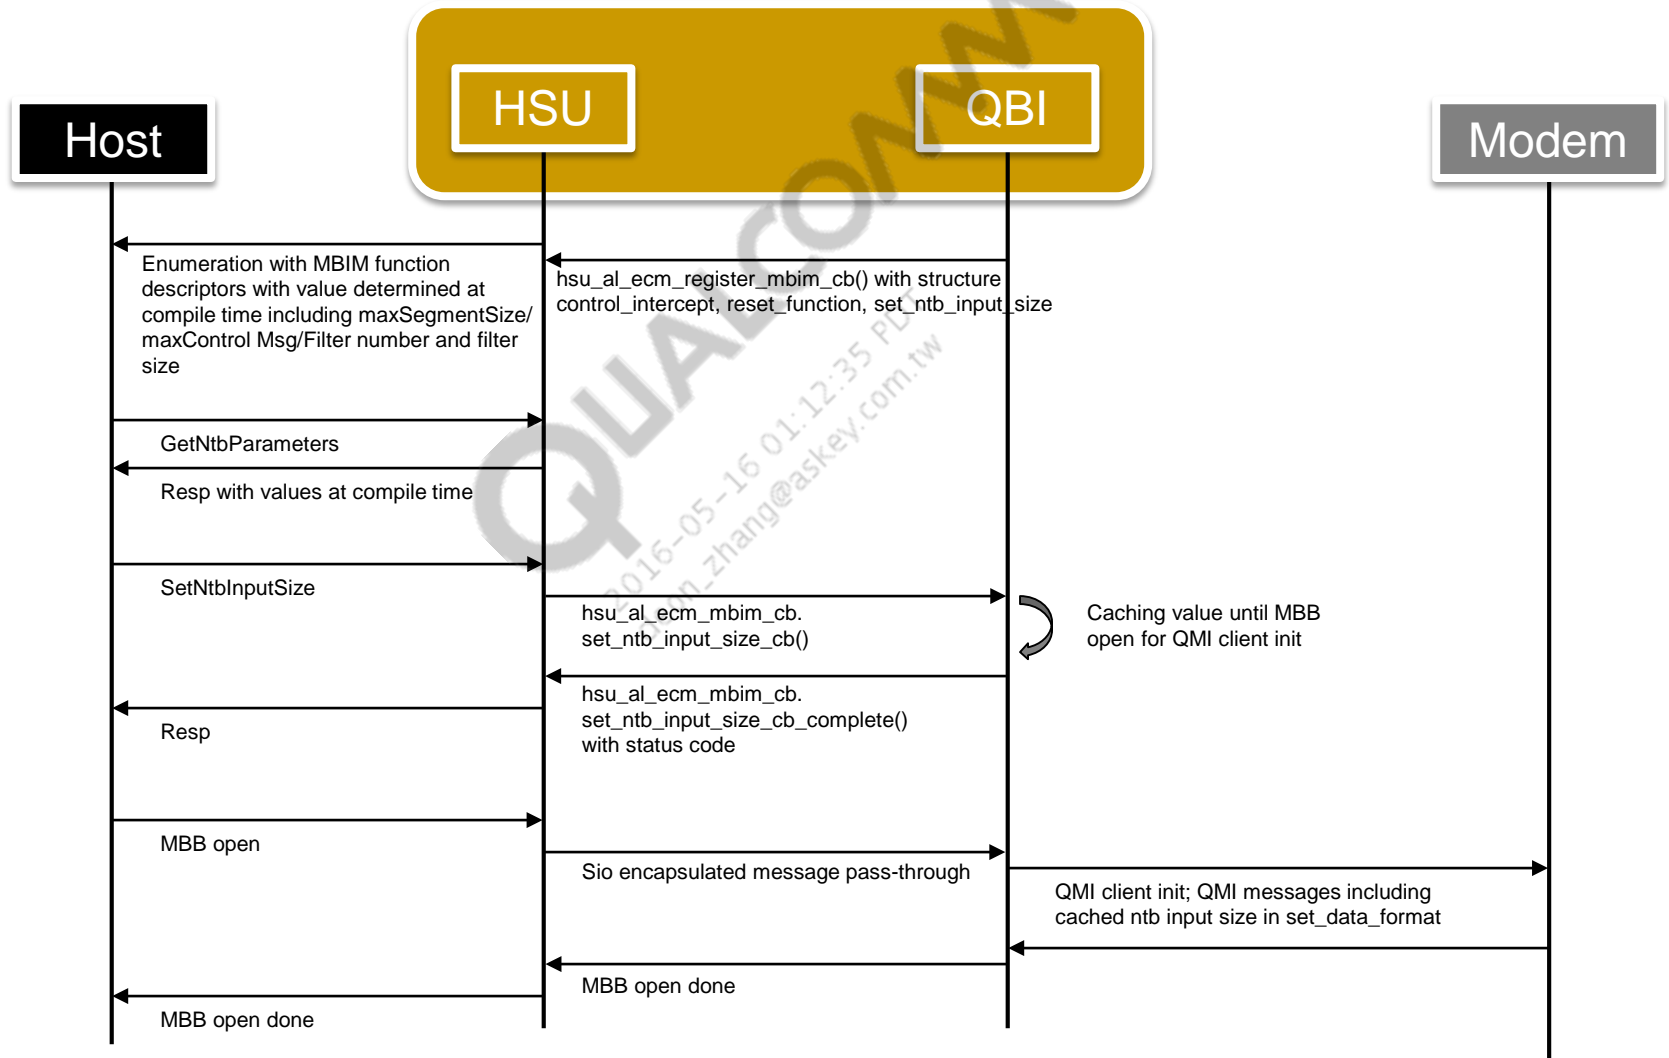 HSU
QBI
Host
Modem
Enumeration with MBIM function
descriptors with value determined at
compile time including maxSegmentSize/
maxControl Msg/Filter number and filter
size
hsu_al_ecm_register_mbim_cb() with structure
control_intercept, reset_function, set_ntb_input_size
GetNtbParameters
Resp with values at compile time
SetNtbInputSize
hsu_al_ecm_mbim_cb.
set_ntb_input_size_cb()
Caching value until MBB
open for QMI client init
hsu_al_ecm_mbim_cb.
set_ntb_input_size_cb_complete()
with status code
Resp
MBB open
Sio encapsulated message pass-through
QMI client init; QMI messages including
cached ntb input size in set_data_format
MBB open done
MBB open done
QUALCOMM
2016-05-16 01:12:35 PDT